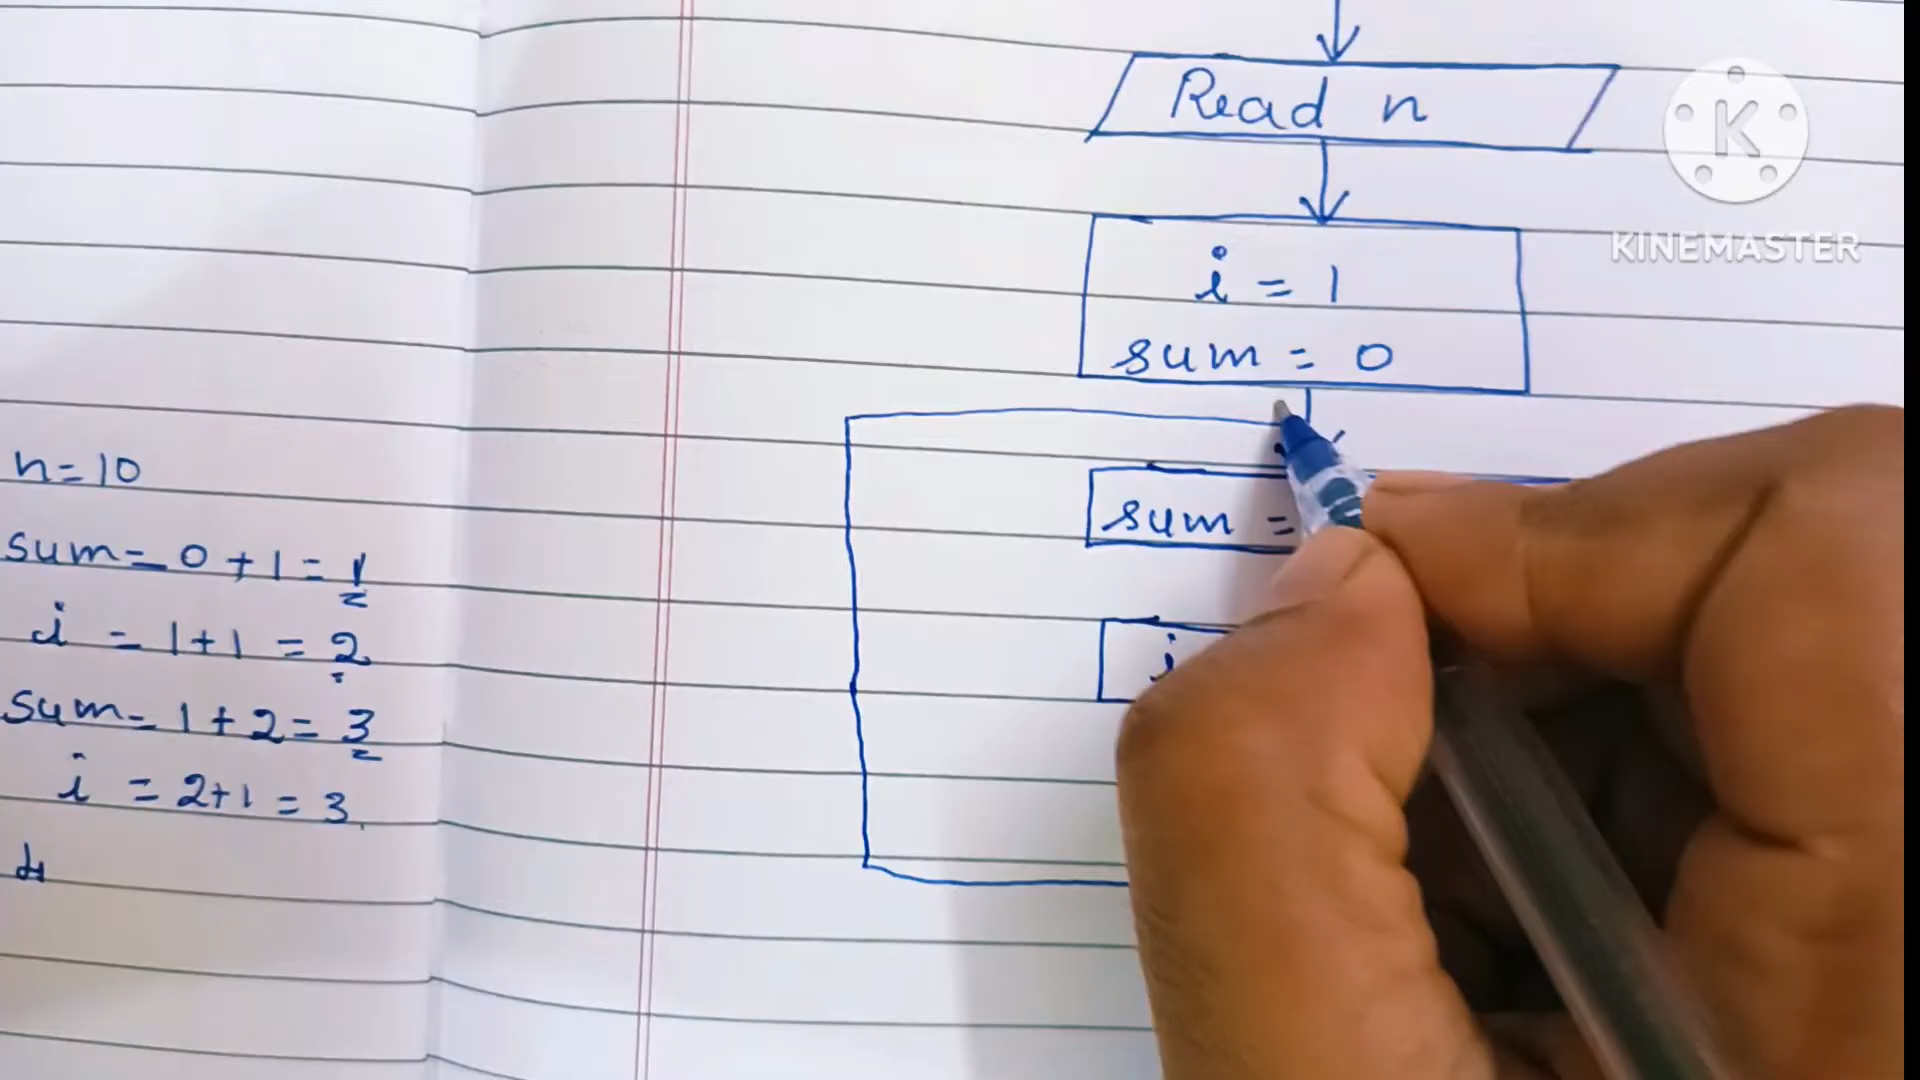 Read n
i = 1
sum = 0
sum =
i
n=10
sum = 0 + 1 = 1
i = 1+1 = 2
sum = 1 + 2 = 3
i = 2+1 = 3
K
KINEMASTER